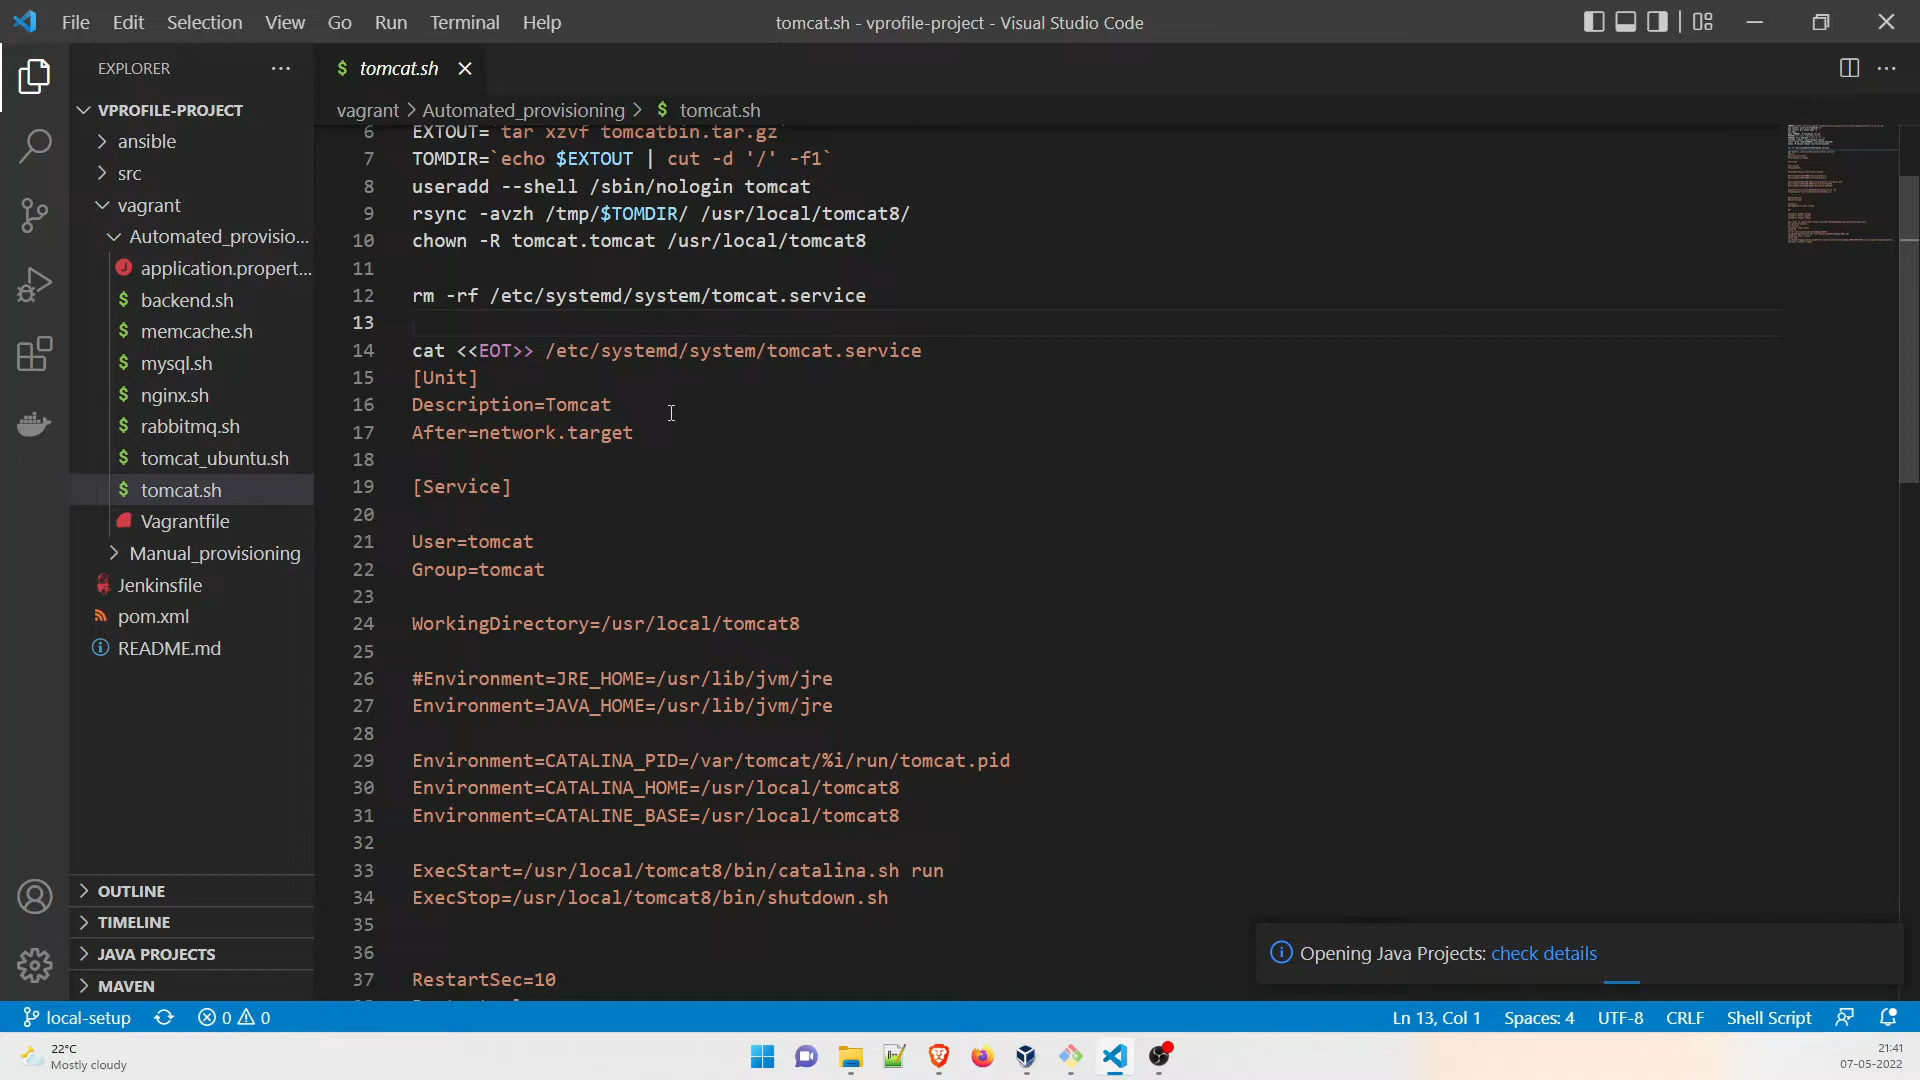 File Edit Selection View Go Run Terminal Help
tomcat.sh - vprofile-project - Visual Studio Code
EXPLORER
VPROFILE-PROJECT
ansible
src
vagrant
Automated_provisio...
application.propert...
$ backend.sh
$ memcache.sh
$ mysql.sh
$ nginx.sh
$ rabbitmq.sh
$ tomcat_ubuntu.sh
$ tomcat.sh
Vagrantfile
Manual_provisioning
Jenkinsfile
pom.xml
README.md
OUTLINE
TIMELINE
JAVA PROJECTS
MAVEN
$ tomcat.sh
vagrant > Automated_provisioning > $ tomcat.sh
6 EXTOUT=`tar xzvf tomcatbin.tar.gz`
7 TOMDIR=`echo $EXTOUT | cut -d '/' -f1`
8 useradd --shell /sbin/nologin tomcat
9 rsync -avzh /tmp/$TOMDIR/ /usr/local/tomcat8/
10 chown -R tomcat.tomcat /usr/local/tomcat8
11
12 rm -rf /etc/systemd/system/tomcat.service
13
14 cat <<EOT>> /etc/systemd/system/tomcat.service
15 [Unit]
16 Description=Tomcat
17 After=network.target
18
19 [Service]
20
21 User=tomcat
22 Group=tomcat
23
24 WorkingDirectory=/usr/local/tomcat8
25
26 #Environment=JRE_HOME=/usr/lib/jvm/jre
27 Environment=JAVA_HOME=/usr/lib/jvm/jre
28
29 Environment=CATALINA_PID=/var/tomcat/%i/run/tomcat.pid
30 Environment=CATALINA_HOME=/usr/local/tomcat8
31 Environment=CATALINE_BASE=/usr/local/tomcat8
32
33 ExecStart=/usr/local/tomcat8/bin/catalina.sh run
34 ExecStop=/usr/local/tomcat8/bin/shutdown.sh
35
36
37 RestartSec=10
Opening Java Projects: check details
local-setup 0 0
Ln 13, Col 1 Spaces: 4 UTF-8 CRLF Shell Script
22°C
Mostly cloudy
21:41
07-05-2022